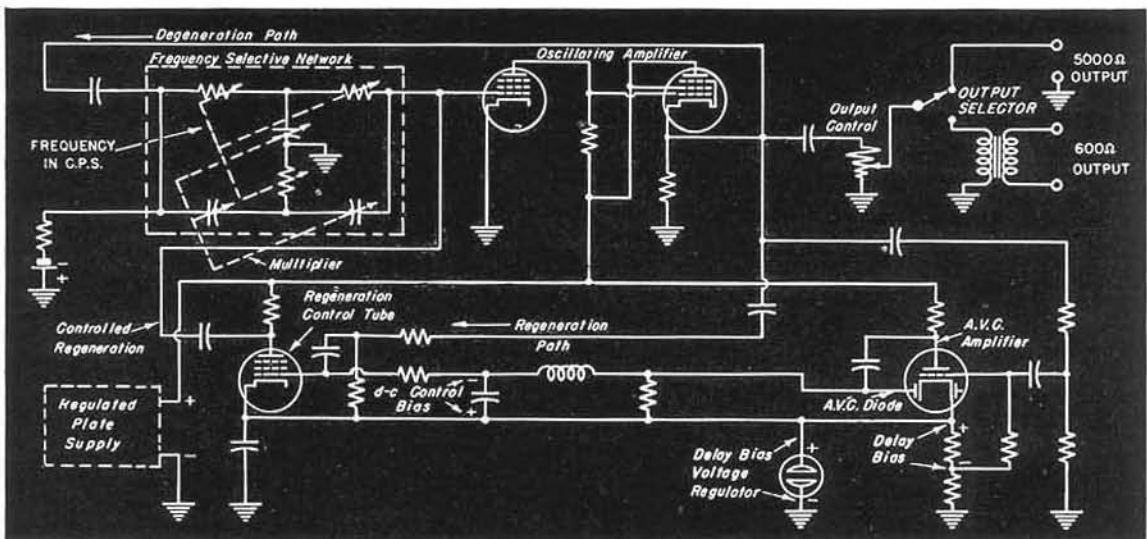 Degeneration Path
Frequency Selective Network
Oscillating Amplifier
FREQUENCY
IN C.P.S.
Output
Control
OUTPUT
SELECTOR
5000Ω
OUTPUT
600Ω
OUTPUT
-
+
Multiplier
Controlled
Regeneration
Regeneration
Control Tube
Regeneration
Path
A.V.C.
Amplifier
d-c Control
Bias
-
+
A.V.C. Diode
Regulated
Plate
Supply
+
-
Delay Bias
Voltage
Regulator
+
-
Delay
Bias
+
-